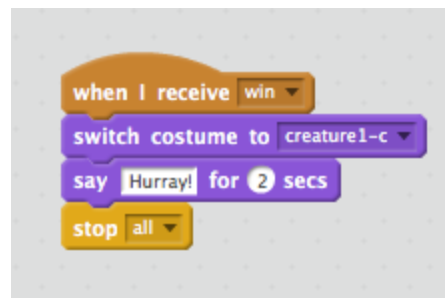 when I receive win
switch costume to creature1-c
say Hurray! for 2 secs
stop all